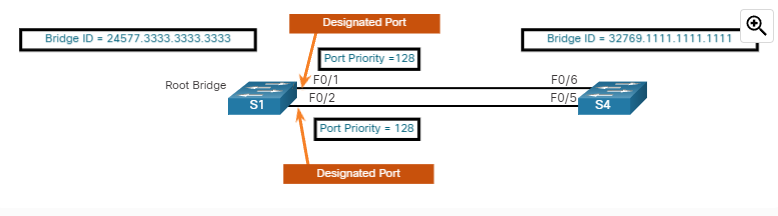 Designated Port
Bridge ID = 24577.3333.3333.3333
Bridge ID = 32769.1111.1111.1111
Port Priority =128
Root Bridge
F0/1
F0/6
S1
F0/2
F0/5
S4
Port Priority = 128
Designated Port